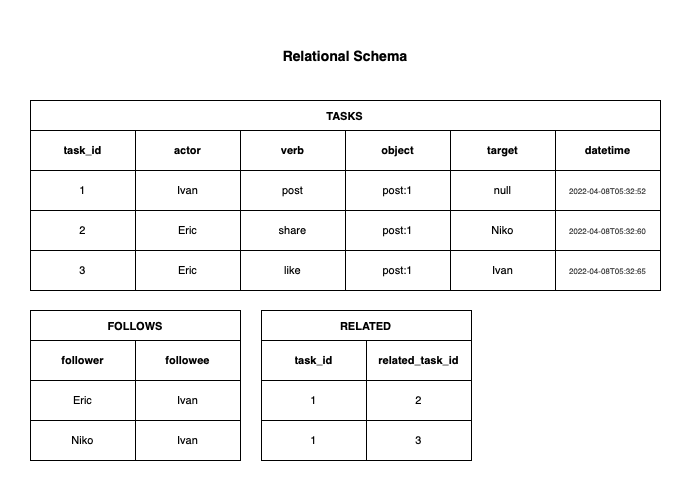 Relational Schema
TASKS
task_id actor verb object target datetime
1 Ivan post post:1 null 2022-04-08T05:32:52
2 Eric share post:1 Niko 2022-04-08T05:32:60
3 Eric like post:1 Ivan 2022-04-08T05:32:65
FOLLOWS RELATED
follower followee task_id related_task_id
Eric Ivan 1 2
Niko Ivan 1 3